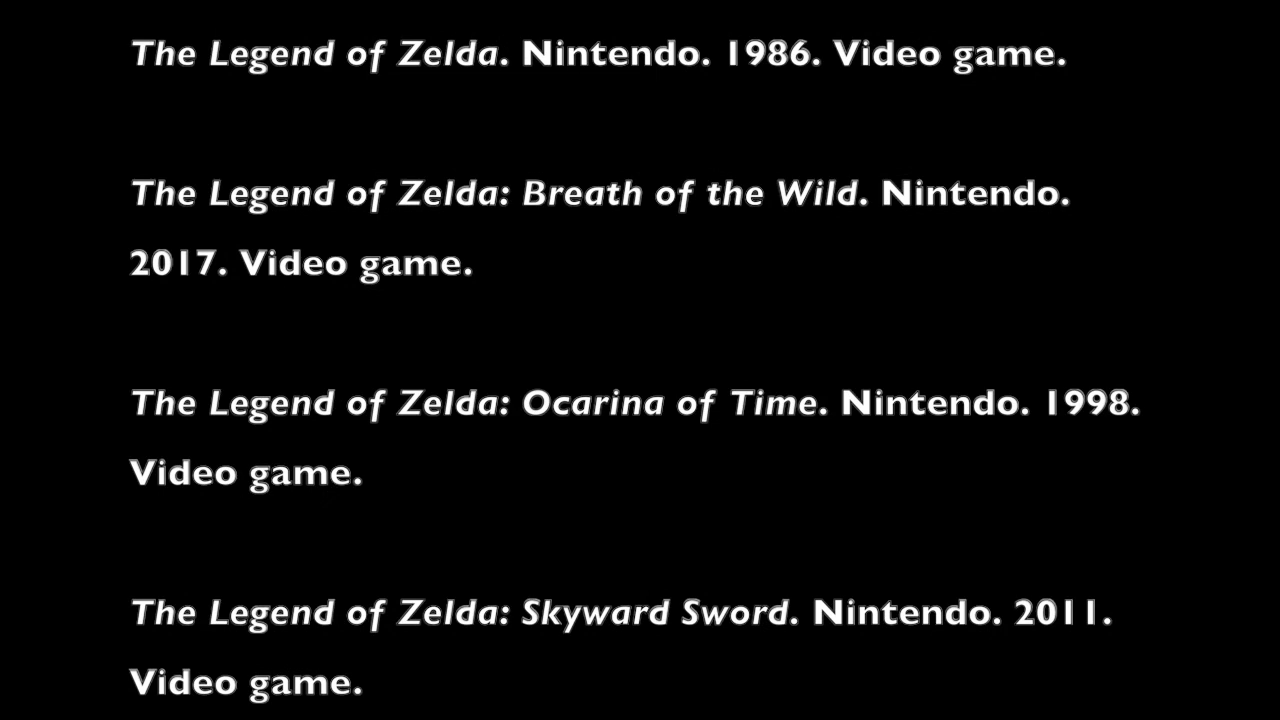 The Legend of Zelda. Nintendo. 1986. Video game.
The Legend of Zelda: Breath of the Wild. Nintendo.
2017. Video game.
The Legend of Zelda: Ocarina of Time. Nintendo. 1998.
Video game.
The Legend of Zelda: Skyward Sword. Nintendo. 2011.
Video game.